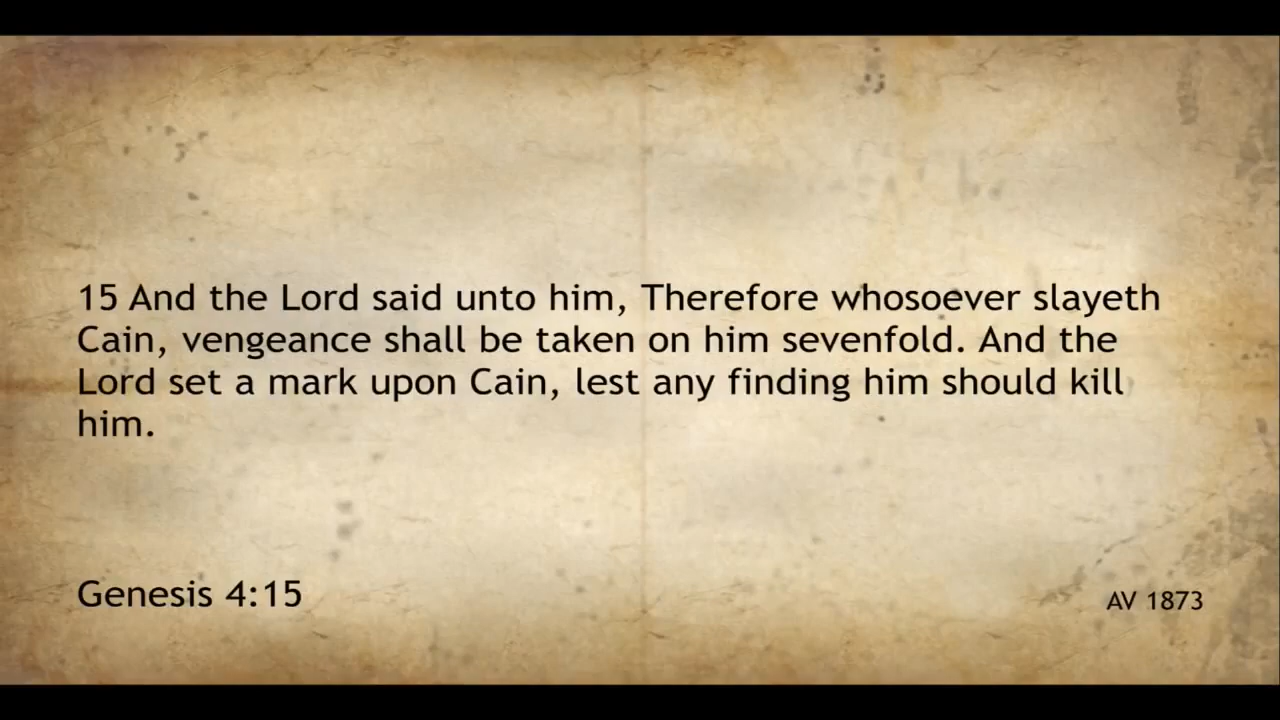 15 And the Lord said unto him, Therefore whosoever slayeth
Cain, vengeance shall be taken on him sevenfold. And the
Lord set a mark upon Cain, lest any finding him should kill
him.
Genesis 4:15
AV 1873